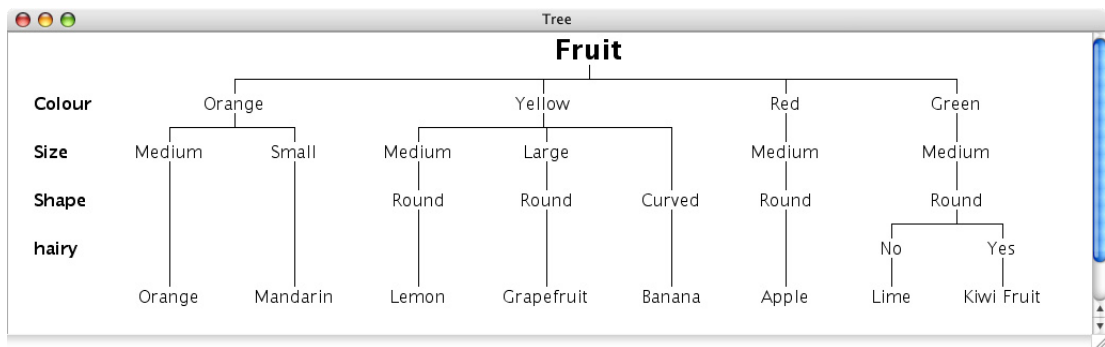 Tree
Fruit
Colour Orange Yellow Red Green
Size Medium Small Medium Large Medium Medium
Shape Round Round Curved Round Round
hairy No Yes
Orange Mandarin Lemon Grapefruit Banana Apple Lime Kiwi Fruit